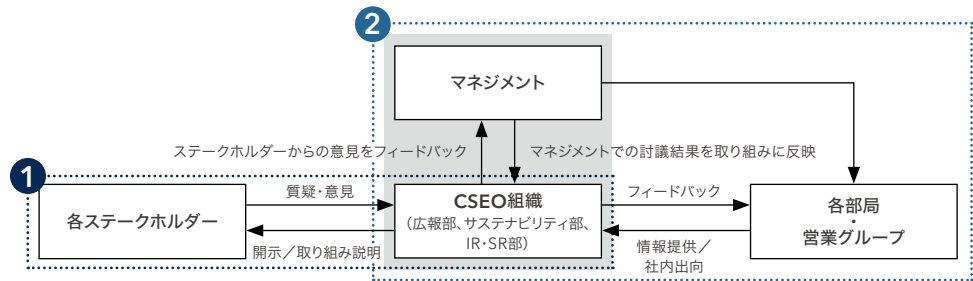 2
マネジメント
ステークホルダーからの意見をフィードバック
マネジメントでの討議結果を取り組みに反映
1
各ステークホルダー
質疑・意見
開示／取り組み説明
CSEO組織
（広報部、サステナビリティ部、
IR・SR部）
フィードバック
情報提供／
社内出向
各部局
・
営業グループ